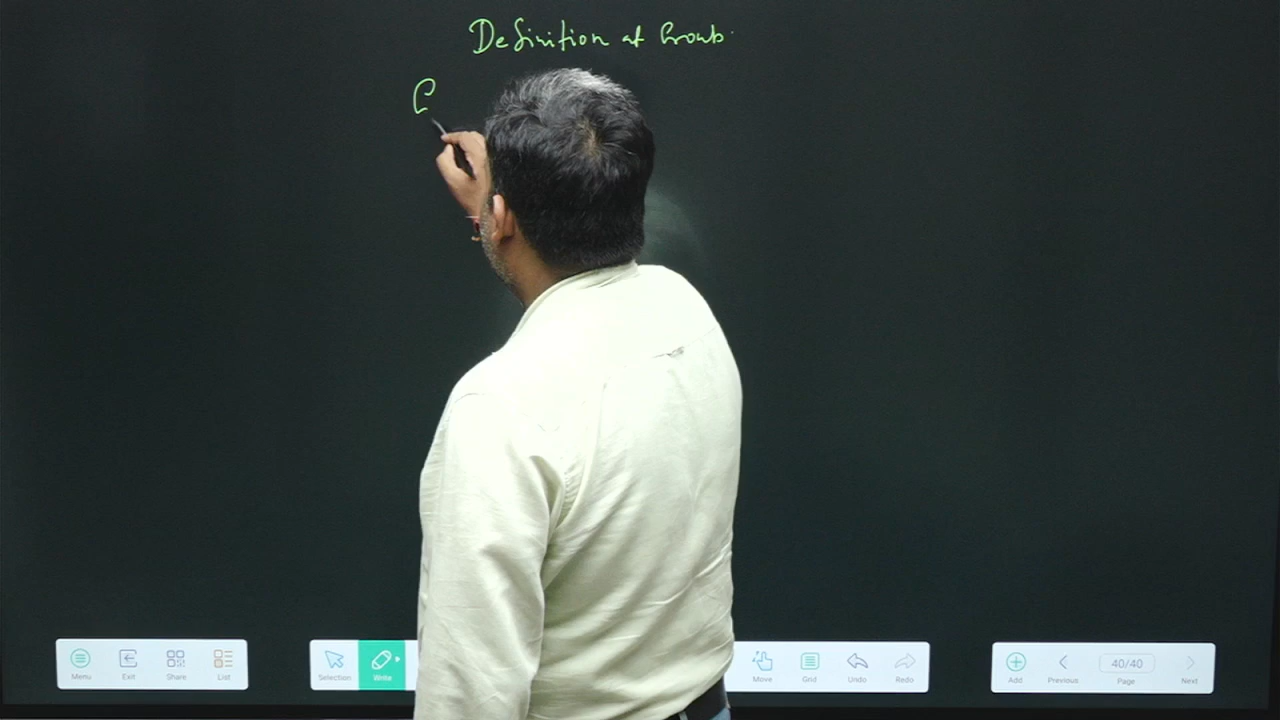 Definition of Group.
G
Menu Exit Share List Selection Write Move Grid Undo Redo Add Previous 40/40 Page Next